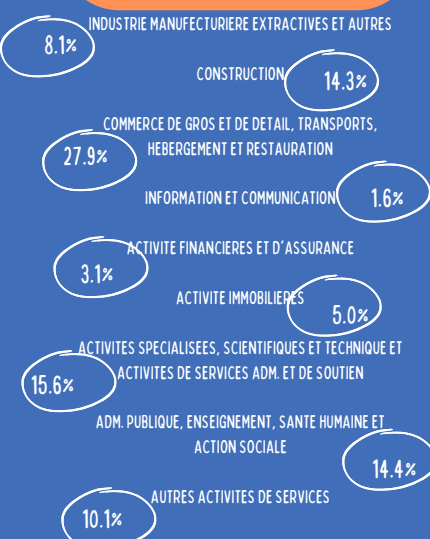 INDUSTRIE MANUFECTURIERE EXTRACTIVES ET AUTRES
8.1%
CONSTRUCTION
14.3%
COMMERCE DE GROS ET DE DETAIL, TRANSPORTS,
HEBERGEMENT ET RESTAURATION
27.9%
INFORMATION ET COMMUNICATION
1.6%
ACTIVITE FINANCIERES ET D'ASSURANCE
3.1%
ACTIVITE IMMOBILIERES
5.0%
ACTIVITES SPECIALISEES, SCIENTIFIQUES ET TECHNIQUE ET
ACTIVITES DE SERVICES ADM. ET DE SOUTIEN
15.6%
ADM. PUBLIQUE, ENSEIGNEMENT, SANTE HUMAINE ET
ACTION SOCIALE
14.4%
AUTRES ACTIVITES DE SERVICES
10.1%